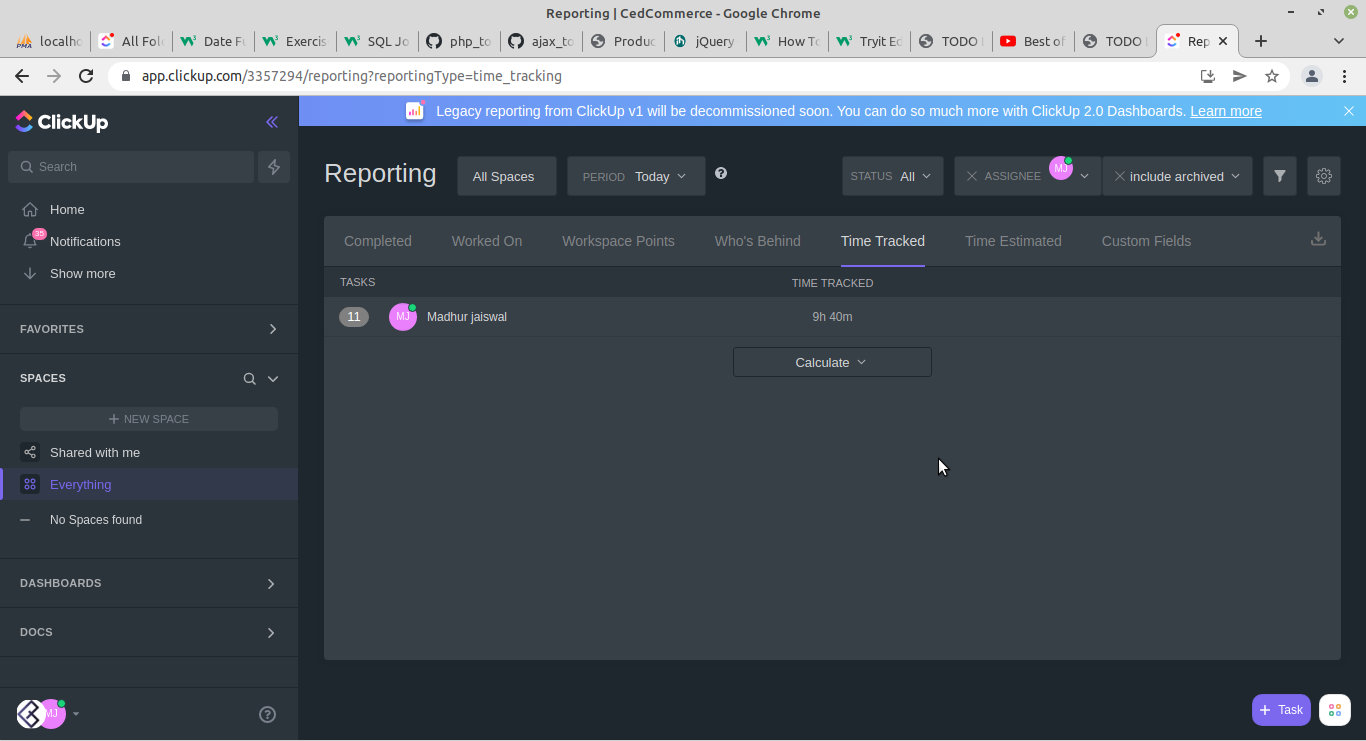 Reporting | CedCommerce - Google Chrome
localho
All Fol
Date Fu
Exercis
SQL Jo
php_to
ajax_to
Produc
jQuery
How To
Tryit Ed
TODO
Best of
TODO
Rep
app.clickup.com/3357294/reporting?reportingType=time_tracking
ClickUp
Legacy reporting from ClickUp v1 will be decommissioned soon. You can do so much more with ClickUp 2.0 Dashboards. Learn more
Search
Reporting
All Spaces
PERIOD Today
STATUS All
ASSIGNEE MJ
include archived
Home
35
Notifications
Show more
Completed
Worked On
Workspace Points
Who's Behind
Time Tracked
Time Estimated
Custom Fields
TASKS
TIME TRACKED
11
MJ
Madhur jaiswal
9h 40m
Calculate
FAVORITES
SPACES
+ NEW SPACE
Shared with me
Everything
No Spaces found
DASHBOARDS
DOCS
MJ
+ Task